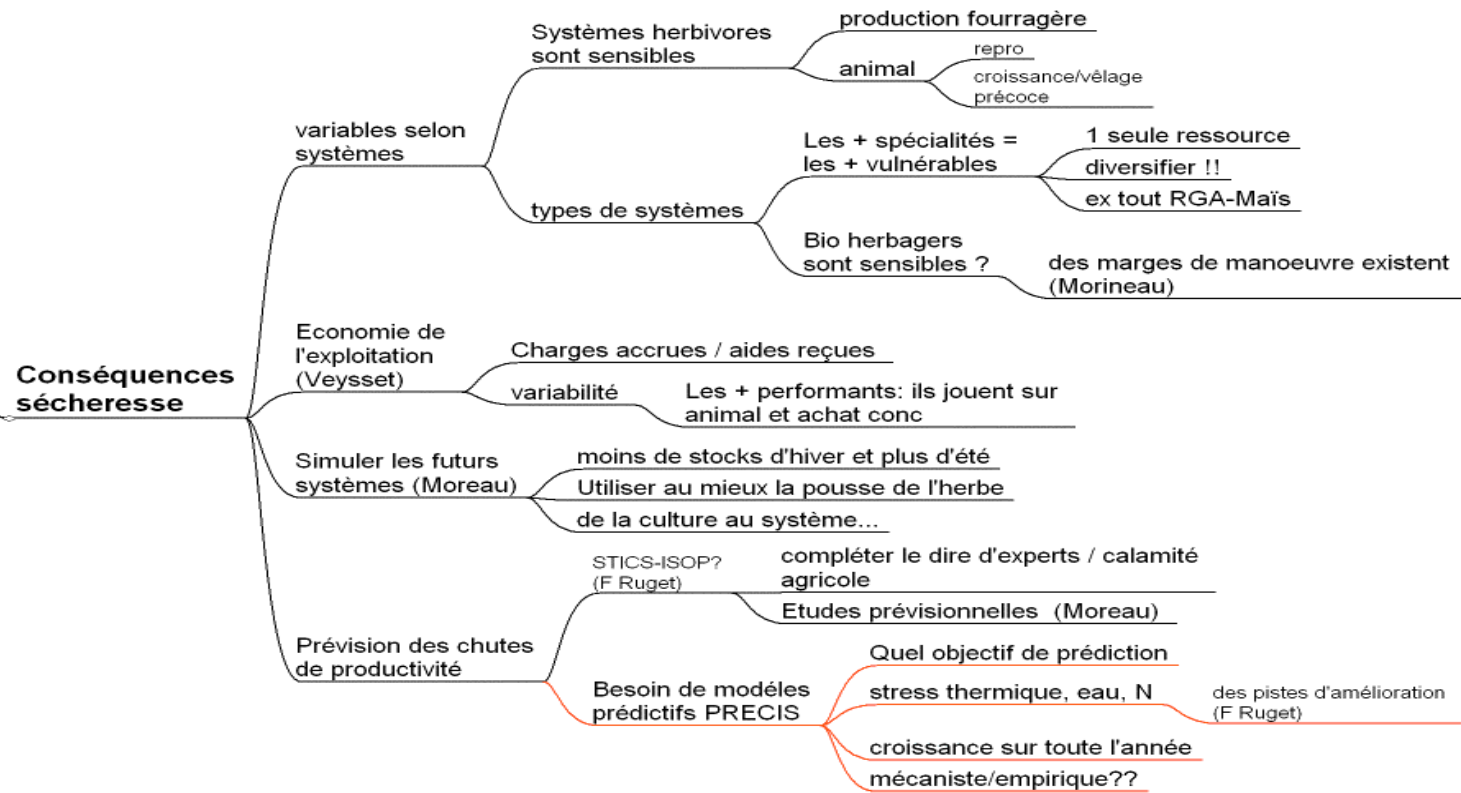 Conséquences
sécheresse
variables selon
systèmes
Systèmes herbivores
sont sensibles
production fourragère
animal
repro
croissance/vêlage
précoce
types de systèmes
Les + spécialités =
les + vulnérables
1 seule ressource
diversifier !!
ex tout RGA-Maïs
Bio herbagers
sont sensibles ?
des marges de manoeuvre existent
(Morineau)
Economie de
l'exploitation
(Veysset)
Charges accrues / aides reçues
variabilité
Les + performants: ils jouent sur
animal et achat conc
Simuler les futurs
systèmes (Moreau)
moins de stocks d'hiver et plus d'été
Utiliser au mieux la pousse de l'herbe
de la culture au système...
Prévision des chutes
de productivité
STICS-ISOP?
(F Ruget)
compléter le dire d'experts / calamité
agricole
Etudes prévisionnelles (Moreau)
Besoin de modéles
prédictifs PRECIS
Quel objectif de prédiction
stress thermique, eau, N
des pistes d'amélioration
(F Ruget)
croissance sur toute l'année
mécaniste/empirique??